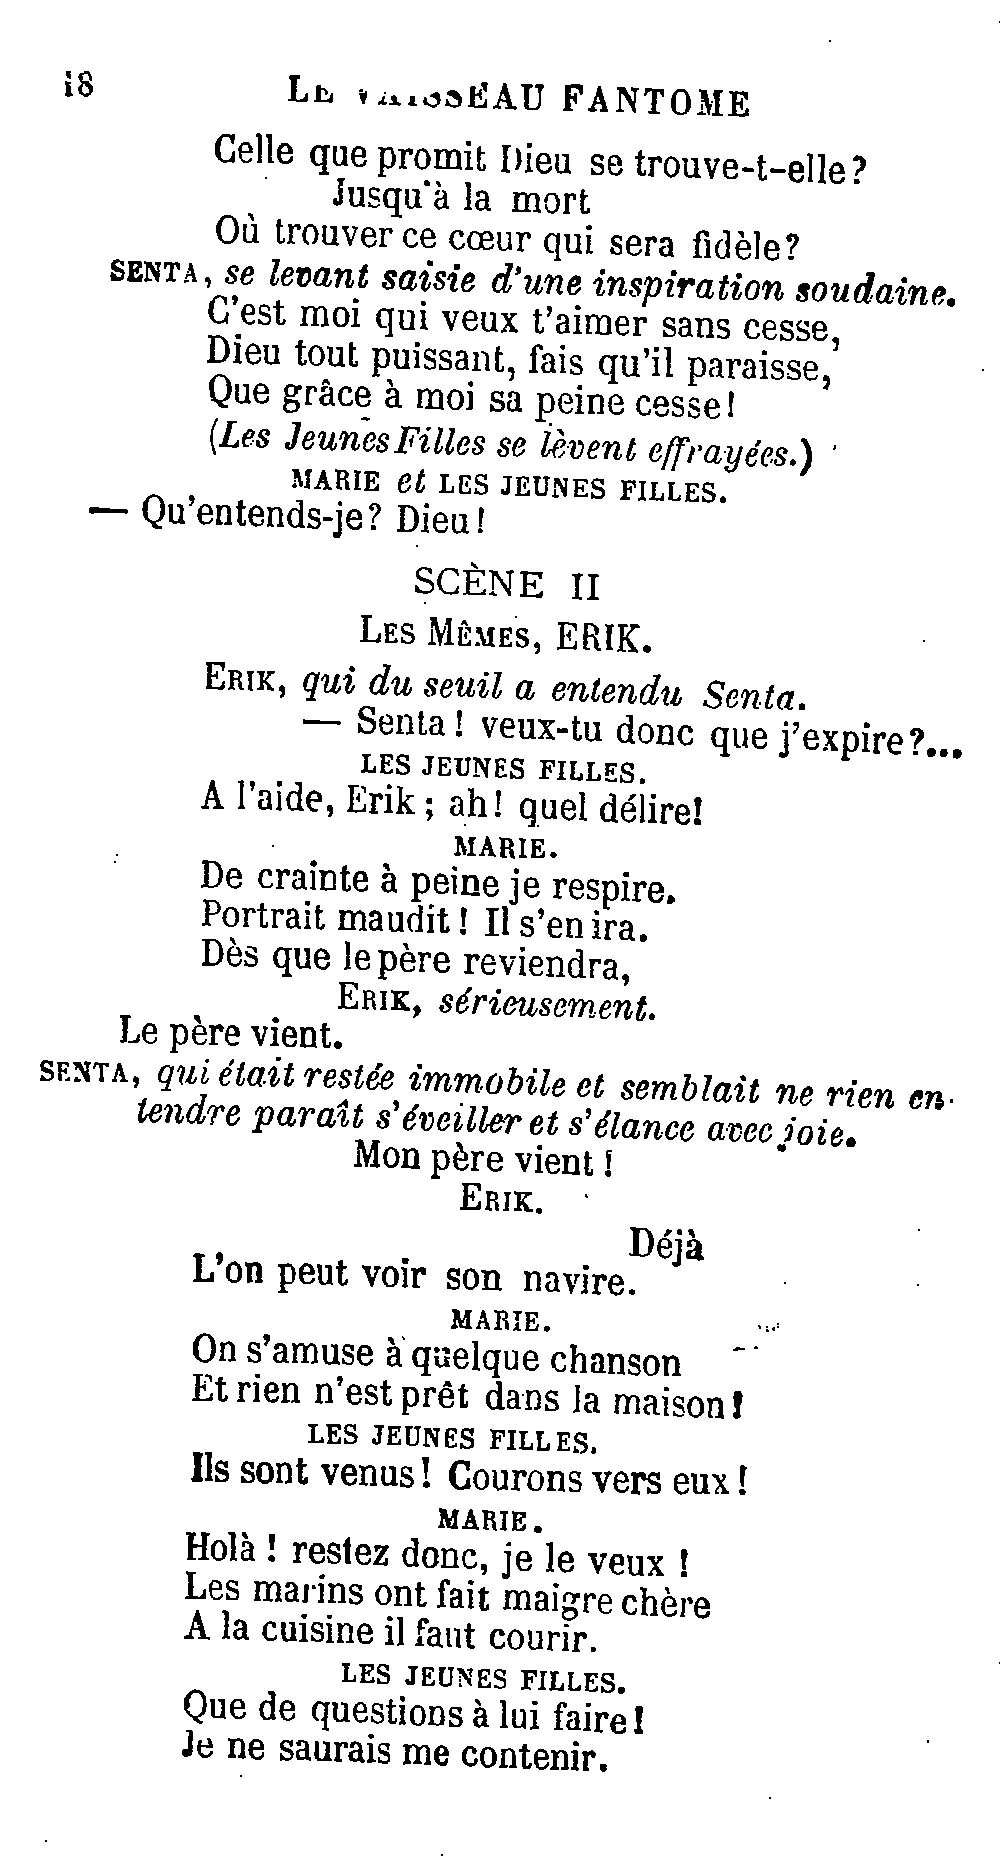 18
LE VAISSEAU FANTOME
Celle que promit Dieu se trouve-t-elle?
Jusqu'à la mort
Où trouver ce cœur qui sera fidèle?
SENTA, se levant saisie d'une inspiration soudaine.
C'est moi qui veux t'aimer sans cesse,
Dieu tout puissant, fais qu'il paraisse,
Que grâce à moi sa peine cesse!
(Les Jeunes Filles se lèvent effrayées.)
MARIE et LES JEUNES FILLES.
— Qu'entends-je? Dieu!
SCÈNE II
LES MÊMES, ERIK.
ERIK, qui du seuil a entendu Senta.
— Senta! veux-tu donc que j'expire?...
LES JEUNES FILLES.
A l'aide, Erik; ah! quel délire!
MARIE.
De crainte à peine je respire.
Portrait maudit! Il s'en ira.
Dès que le père reviendra,
ERIK, sérieusement.
Le père vient.
SENTA, qui était restée immobile et semblait ne rien en-
tendre paraît s'éveiller et s'élance avec joie.
Mon père vient!
ERIK.
Déjà
L'on peut voir son navire.
MARIE.
On s'amuse à quelque chanson
Et rien n'est prêt dans la maison!
LES JEUNES FILLES.
Ils sont venus! Courons vers eux!
MARIE.
Holà! restez donc, je le veux!
Les marins ont fait maigre chère
A la cuisine il faut courir.
LES JEUNES FILLES.
Que de questions à lui faire!
Je ne saurais me contenir.